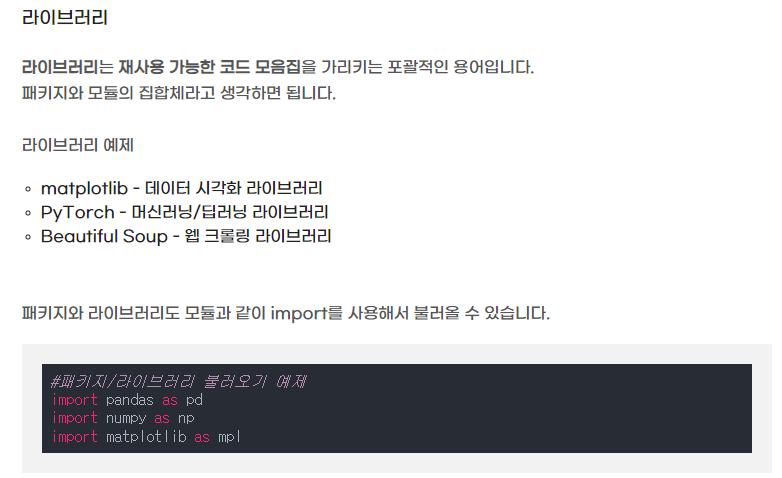 라이브러리
라이브러리는 재사용 가능한 코드 모음집을 가리키는 포괄적인 용어입니다.
패키지와 모듈의 집합체라고 생각하면 됩니다.
라이브러리 예제
matplotlib - 데이터 시각화 라이브러리
PyTorch - 머신러닝/딥러닝 라이브러리
Beautiful Soup - 웹 크롤링 라이브러리
패키지와 라이브러리도 모듈과 같이 import를 사용해서 불러올 수 있습니다.
#패키지/라이브러리 불러오기 예제
import pandas as pd
import numpy as np
import matplotlib as mpl